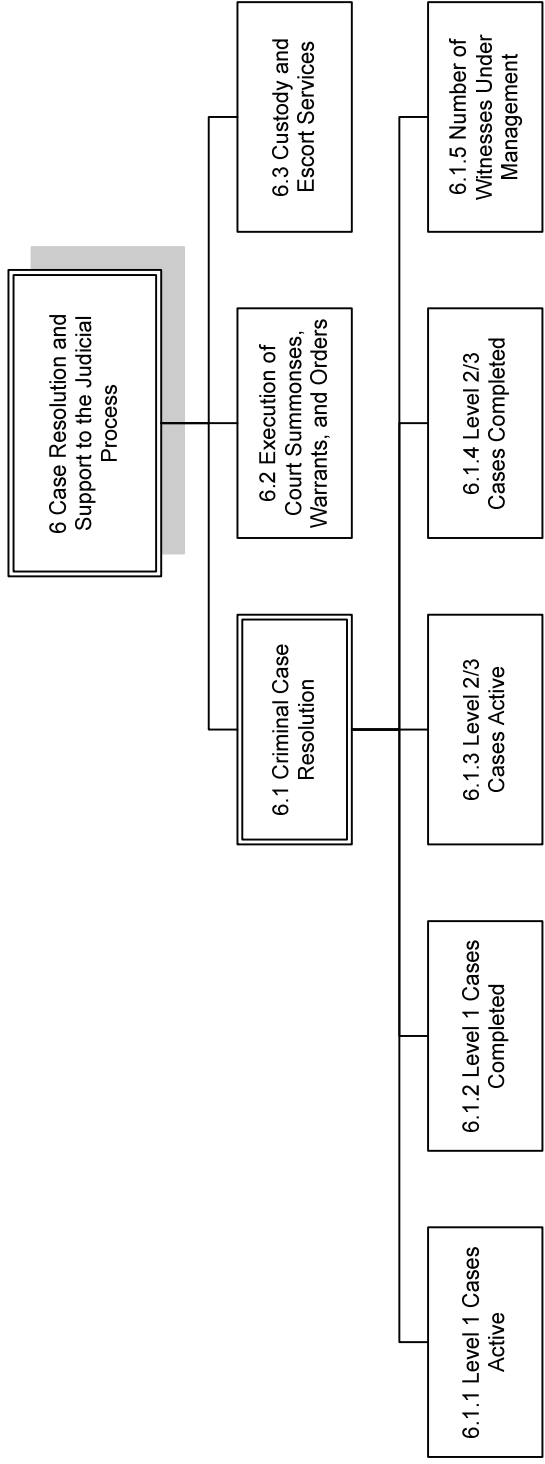 6 Case Resolution and
Support to the Judicial
Process
6.1 Criminal Case
Resolution
6.2 Execution of
Court Summonses,
Warrants, and Orders
6.3 Custody and
Escort Services
6.1.1 Level 1 Cases
Active
6.1.2 Level 1 Cases
Completed
6.1.3 Level 2/3
Cases Active
6.1.4 Level 2/3
Cases Completed
6.1.5 Number of
Witnesses Under
Management